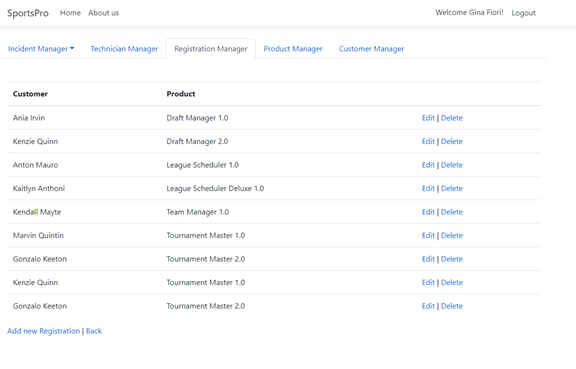 SportsPro Home About us Welcome Gina Fiori! Logout
Incident Manager Technician Manager Registration Manager Product Manager Customer Manager
Customer Product
Ania Irvin Draft Manager 1.0 Edit | Delete
Kenzie Quinn Draft Manager 2.0 Edit | Delete
Anton Mauro League Scheduler 1.0 Edit | Delete
Kaitlyn Anthoni League Scheduler Deluxe 1.0 Edit | Delete
Kendall Mayte Team Manager 1.0 Edit | Delete
Marvin Quintin Tournament Master 1.0 Edit | Delete
Gonzalo Keeton Tournament Master 2.0 Edit | Delete
Kenzie Quinn Tournament Master 1.0 Edit | Delete
Gonzalo Keeton Tournament Master 2.0 Edit | Delete
Add new Registration | Back